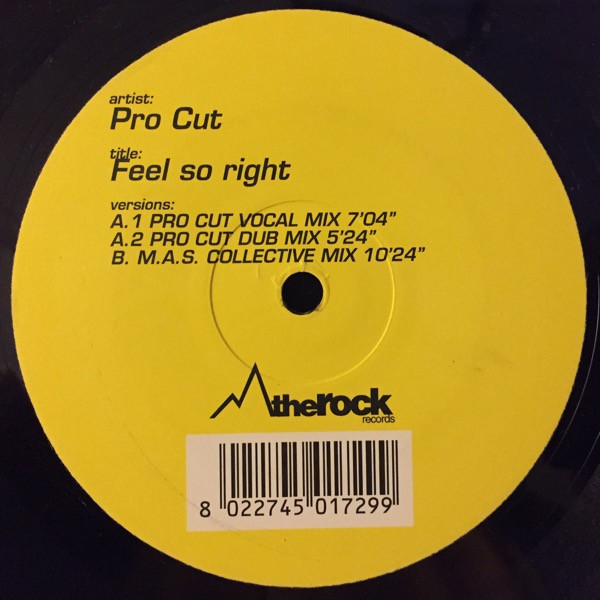 artist:
Pro Cut
title:
Feel so right
versions:
A.1 PRO CUT VOCAL MIX 7'04"
A.2 PRO CUT DUB MIX 5'24"
B. M.A.S. COLLECTIVE MIX 10'24"
therock
records
8 022745 017299